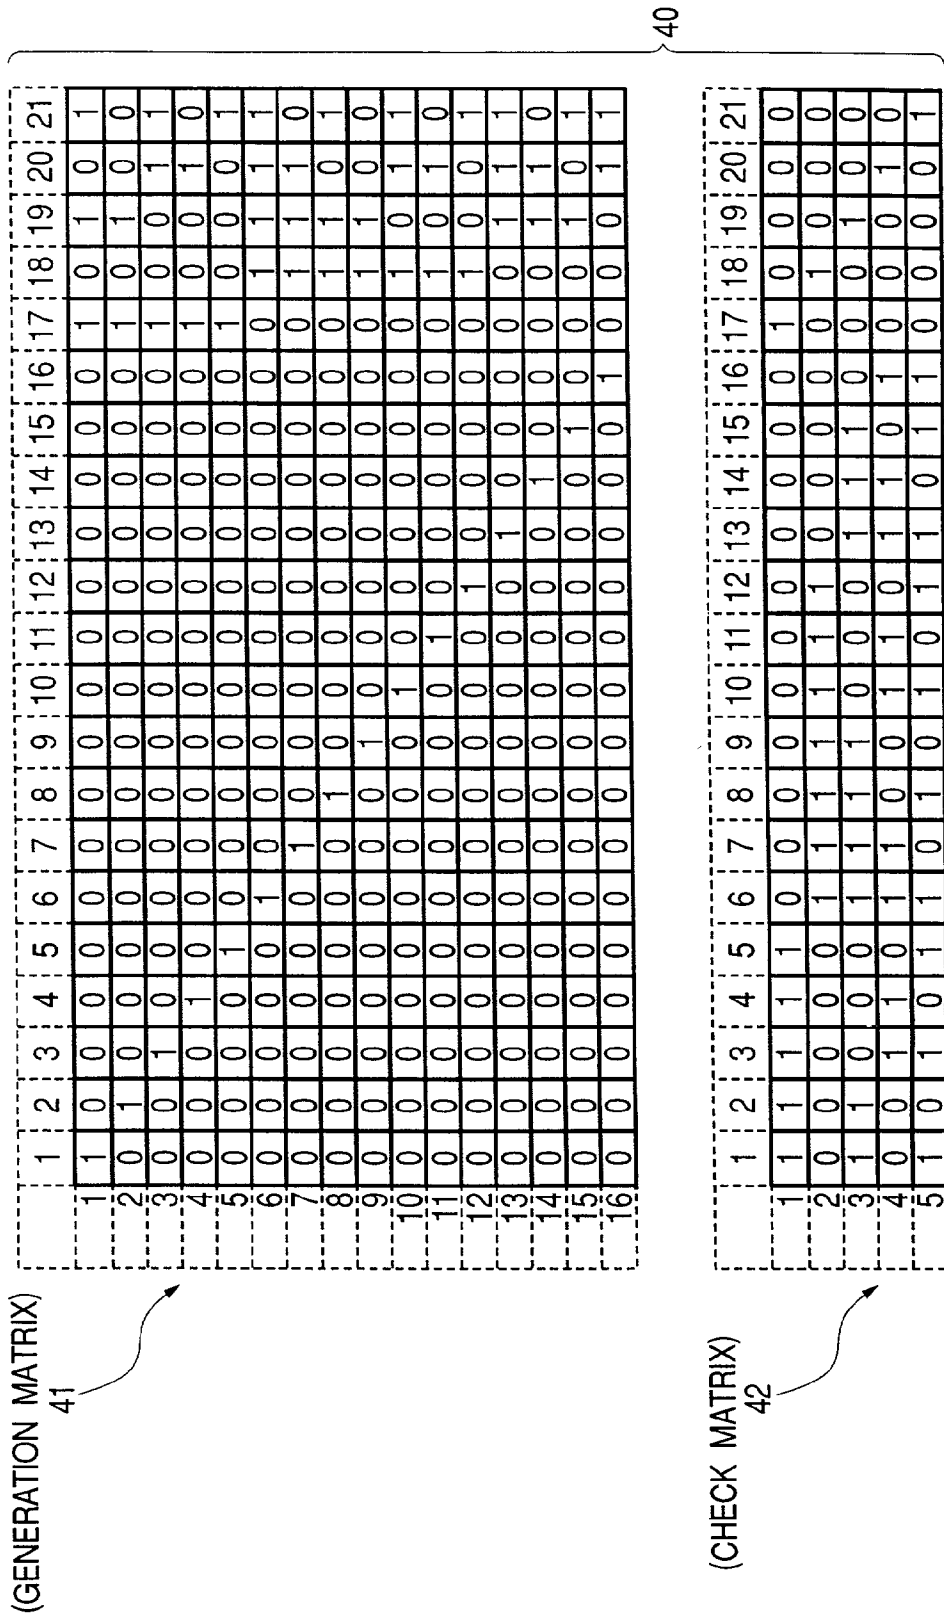 (GENERATION MATRIX)
41
1 2 3 4 5 6 7 8 9 10 11 12 13 14 15 16 17 18 19 20 21
1 1 0 0 0 0 0 0 0 0 0 0 0 0 0 0 0 1 0 1 0 1
2 0 1 0 0 0 0 0 0 0 0 0 0 0 0 0 0 1 0 1 0 0
3 0 0 1 0 0 0 0 0 0 0 0 0 0 0 0 0 1 0 0 1 1
4 0 0 0 1 0 0 0 0 0 0 0 0 0 0 0 0 1 0 0 1 0
5 0 0 0 0 1 0 0 0 0 0 0 0 0 0 0 0 1 0 0 0 1
6 0 0 0 0 0 1 0 0 0 0 0 0 0 0 0 0 0 1 1 1 1
7 0 0 0 0 0 0 1 0 0 0 0 0 0 0 0 0 0 1 1 1 0
8 0 0 0 0 0 0 0 1 0 0 0 0 0 0 0 0 0 1 1 0 1
9 0 0 0 0 0 0 0 0 1 0 0 0 0 0 0 0 0 1 1 0 0
10 0 0 0 0 0 0 0 0 0 1 0 0 0 0 0 0 0 1 0 1 1
11 0 0 0 0 0 0 0 0 0 0 1 0 0 0 0 0 0 1 0 1 0
12 0 0 0 0 0 0 0 0 0 0 0 1 0 0 0 0 0 1 0 0 1
13 0 0 0 0 0 0 0 0 0 0 0 0 1 0 0 0 0 0 1 1 1
14 0 0 0 0 0 0 0 0 0 0 0 0 0 1 0 0 0 0 1 1 0
15 0 0 0 0 0 0 0 0 0 0 0 0 0 0 1 0 0 0 1 0 1
16 0 0 0 0 0 0 0 0 0 0 0 0 0 0 0 1 0 0 0 1 1
40
(CHECK MATRIX)
42
1 2 3 4 5 6 7 8 9 10 11 12 13 14 15 16 17 18 19 20 21
1 1 1 1 1 1 0 0 0 0 0 0 0 0 0 0 0 1 0 0 0 0
2 0 0 0 0 0 1 1 1 1 1 1 1 0 0 0 0 0 1 0 0 0
3 1 1 0 0 0 1 1 1 1 0 0 0 1 1 1 0 0 0 1 0 0
4 0 0 1 1 0 1 1 0 0 1 1 0 1 1 0 1 0 0 0 1 0
5 1 0 1 0 1 1 0 1 0 1 0 1 1 0 1 1 0 0 0 0 1